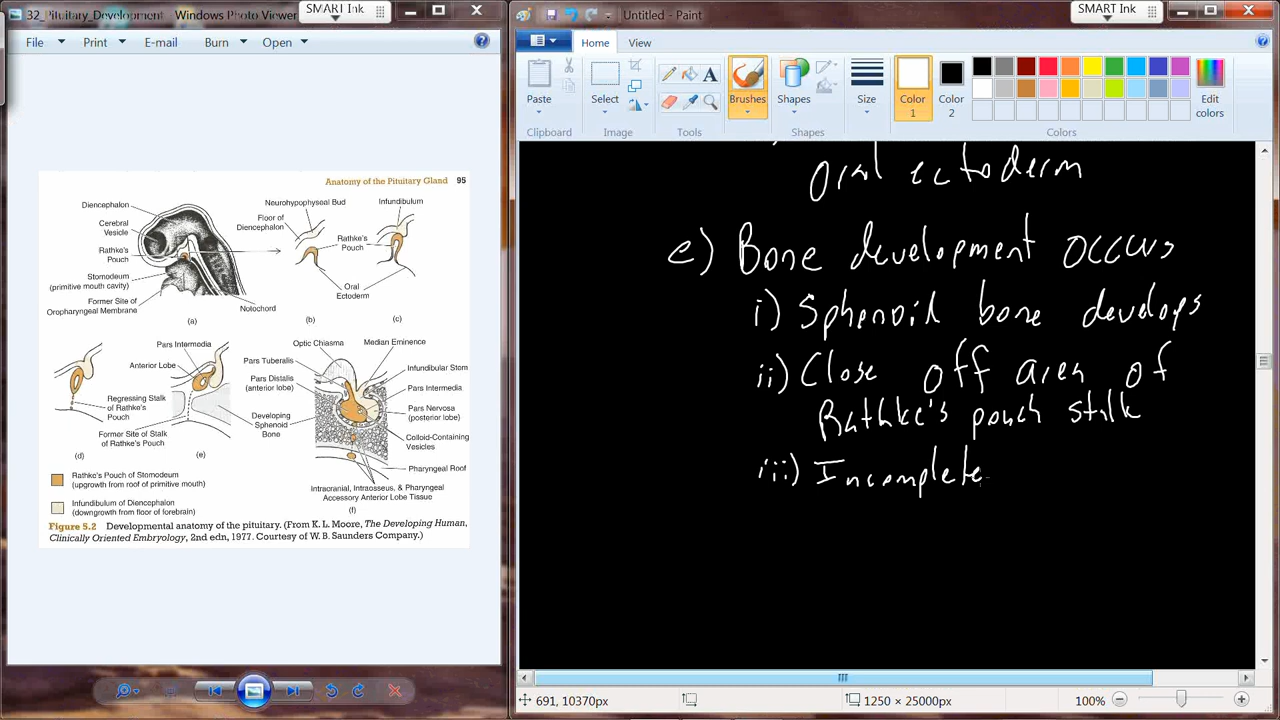 32_Pituitary_Development - Windows Photo Viewer
SMART Ink
File Print E-mail Burn Open
Anatomy of the Pituitary Gland 95
Diencephalon
Cerebral
Vesicle
Rathke's
Pouch
Stomodeum
(primitive mouth cavity)
Former Site of
Oropharyngeal Membrane
Notochord
(a)
Neurohypophyseal Bud
Floor of
Diencephalon
Rathke's
Pouch
Oral
Ectoderm
(b)
Infundibulum
(c)
Pars Intermedia
Anterior Lobe
Regressing Stalk
of Rathke's
Pouch
Former Site of Stalk
of Rathke's Pouch
(d)
(e)
Developing
Sphenoid
Bone
Optic Chiasma
Median Eminence
Pars Tuberalis
Pars Distalis
(anterior lobe)
Infundibular Stem
Pars Intermedia
Pars Nervosa
(posterior lobe)
Colloid-Containing
Vesicles
Pharyngeal Roof
Intraoranial, Intraosseus, & Pharyngeal
Accessory Anterior Lobe Tissue
(f)
Rathke's Pouch of Stomodeum
(upgrowth from roof of primitive mouth)
Infundibulum of Diencephalon
(downgrowth from floor of forebrain)
Figure 5.2 Developmental anatomy of the pituitary. (From K. L. Moore, The Developing Human,
Clinically Oriented Embryology, 2nd edn, 1977. Courtesy of W. B. Saunders Company.)
Untitled - Paint
SMART Ink
Home View
Paste
Clipboard
Select
Image
Tools
Brushes
Shapes
Shapes
Size
Color
1
Color
2
Edit
colors
Colors
Oral ectoderm
e) Bone development occurs
i) Sphenoid bone develops
ii) Close off area of
Rathke's pouch stalk
iii) Incomplete
691, 10370px
1250 × 25000px
100%